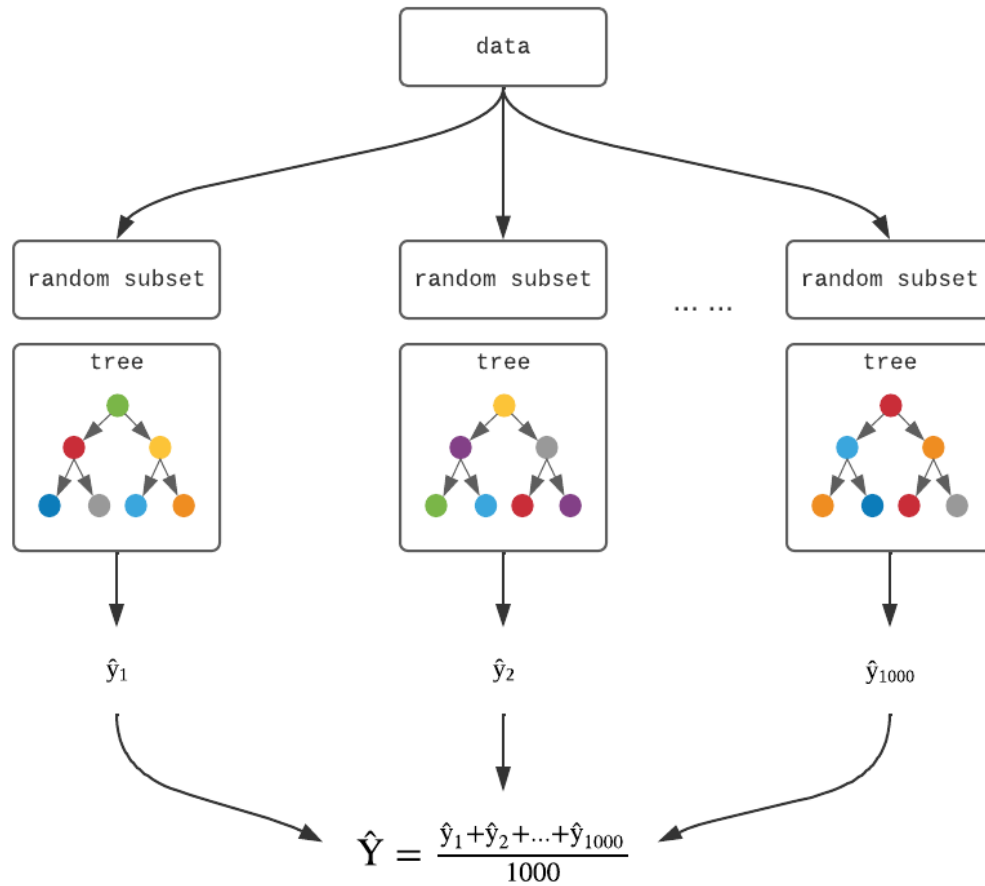 data
random subset
random subset
... ...
random subset
tree
tree
tree
ŷ₁
ŷ₂
ŷ₁₀₀₀
Ŷ = (ŷ₁+ŷ₂+...+ŷ₁₀₀₀)/1000